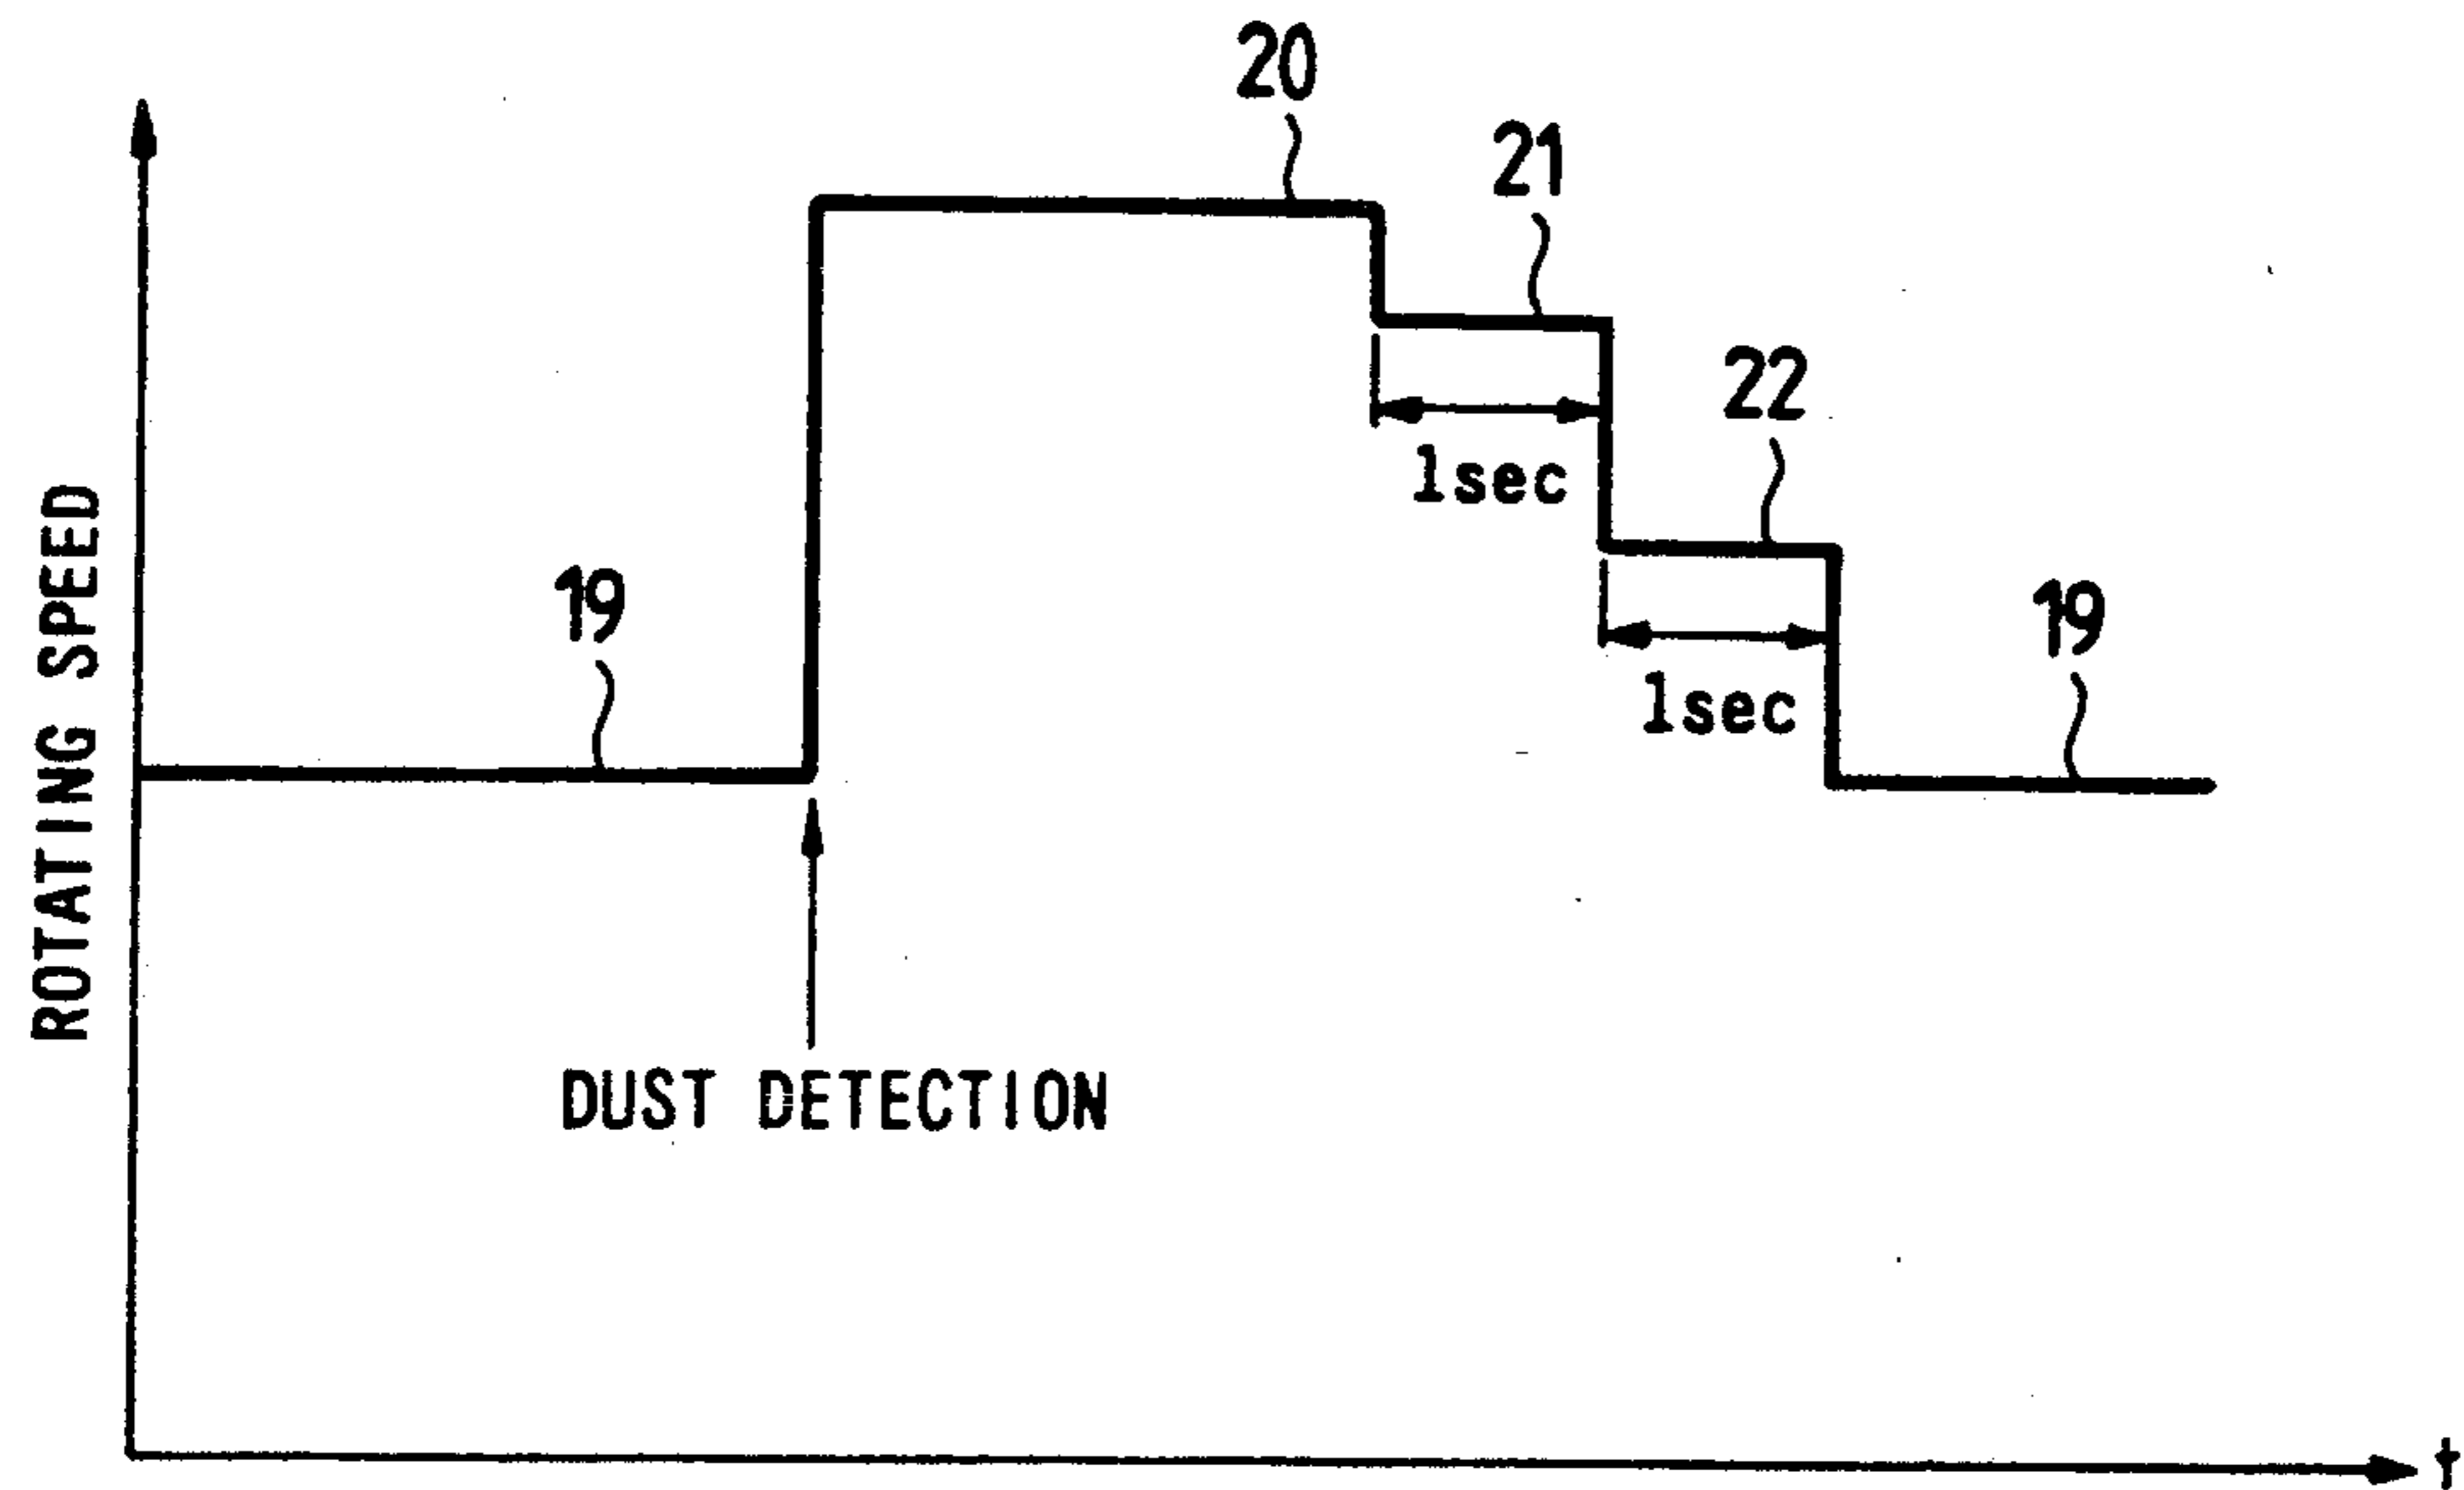 20
21
22
19
19
1sec
1sec
ROTATING SPEED
DUST DETECTION
t